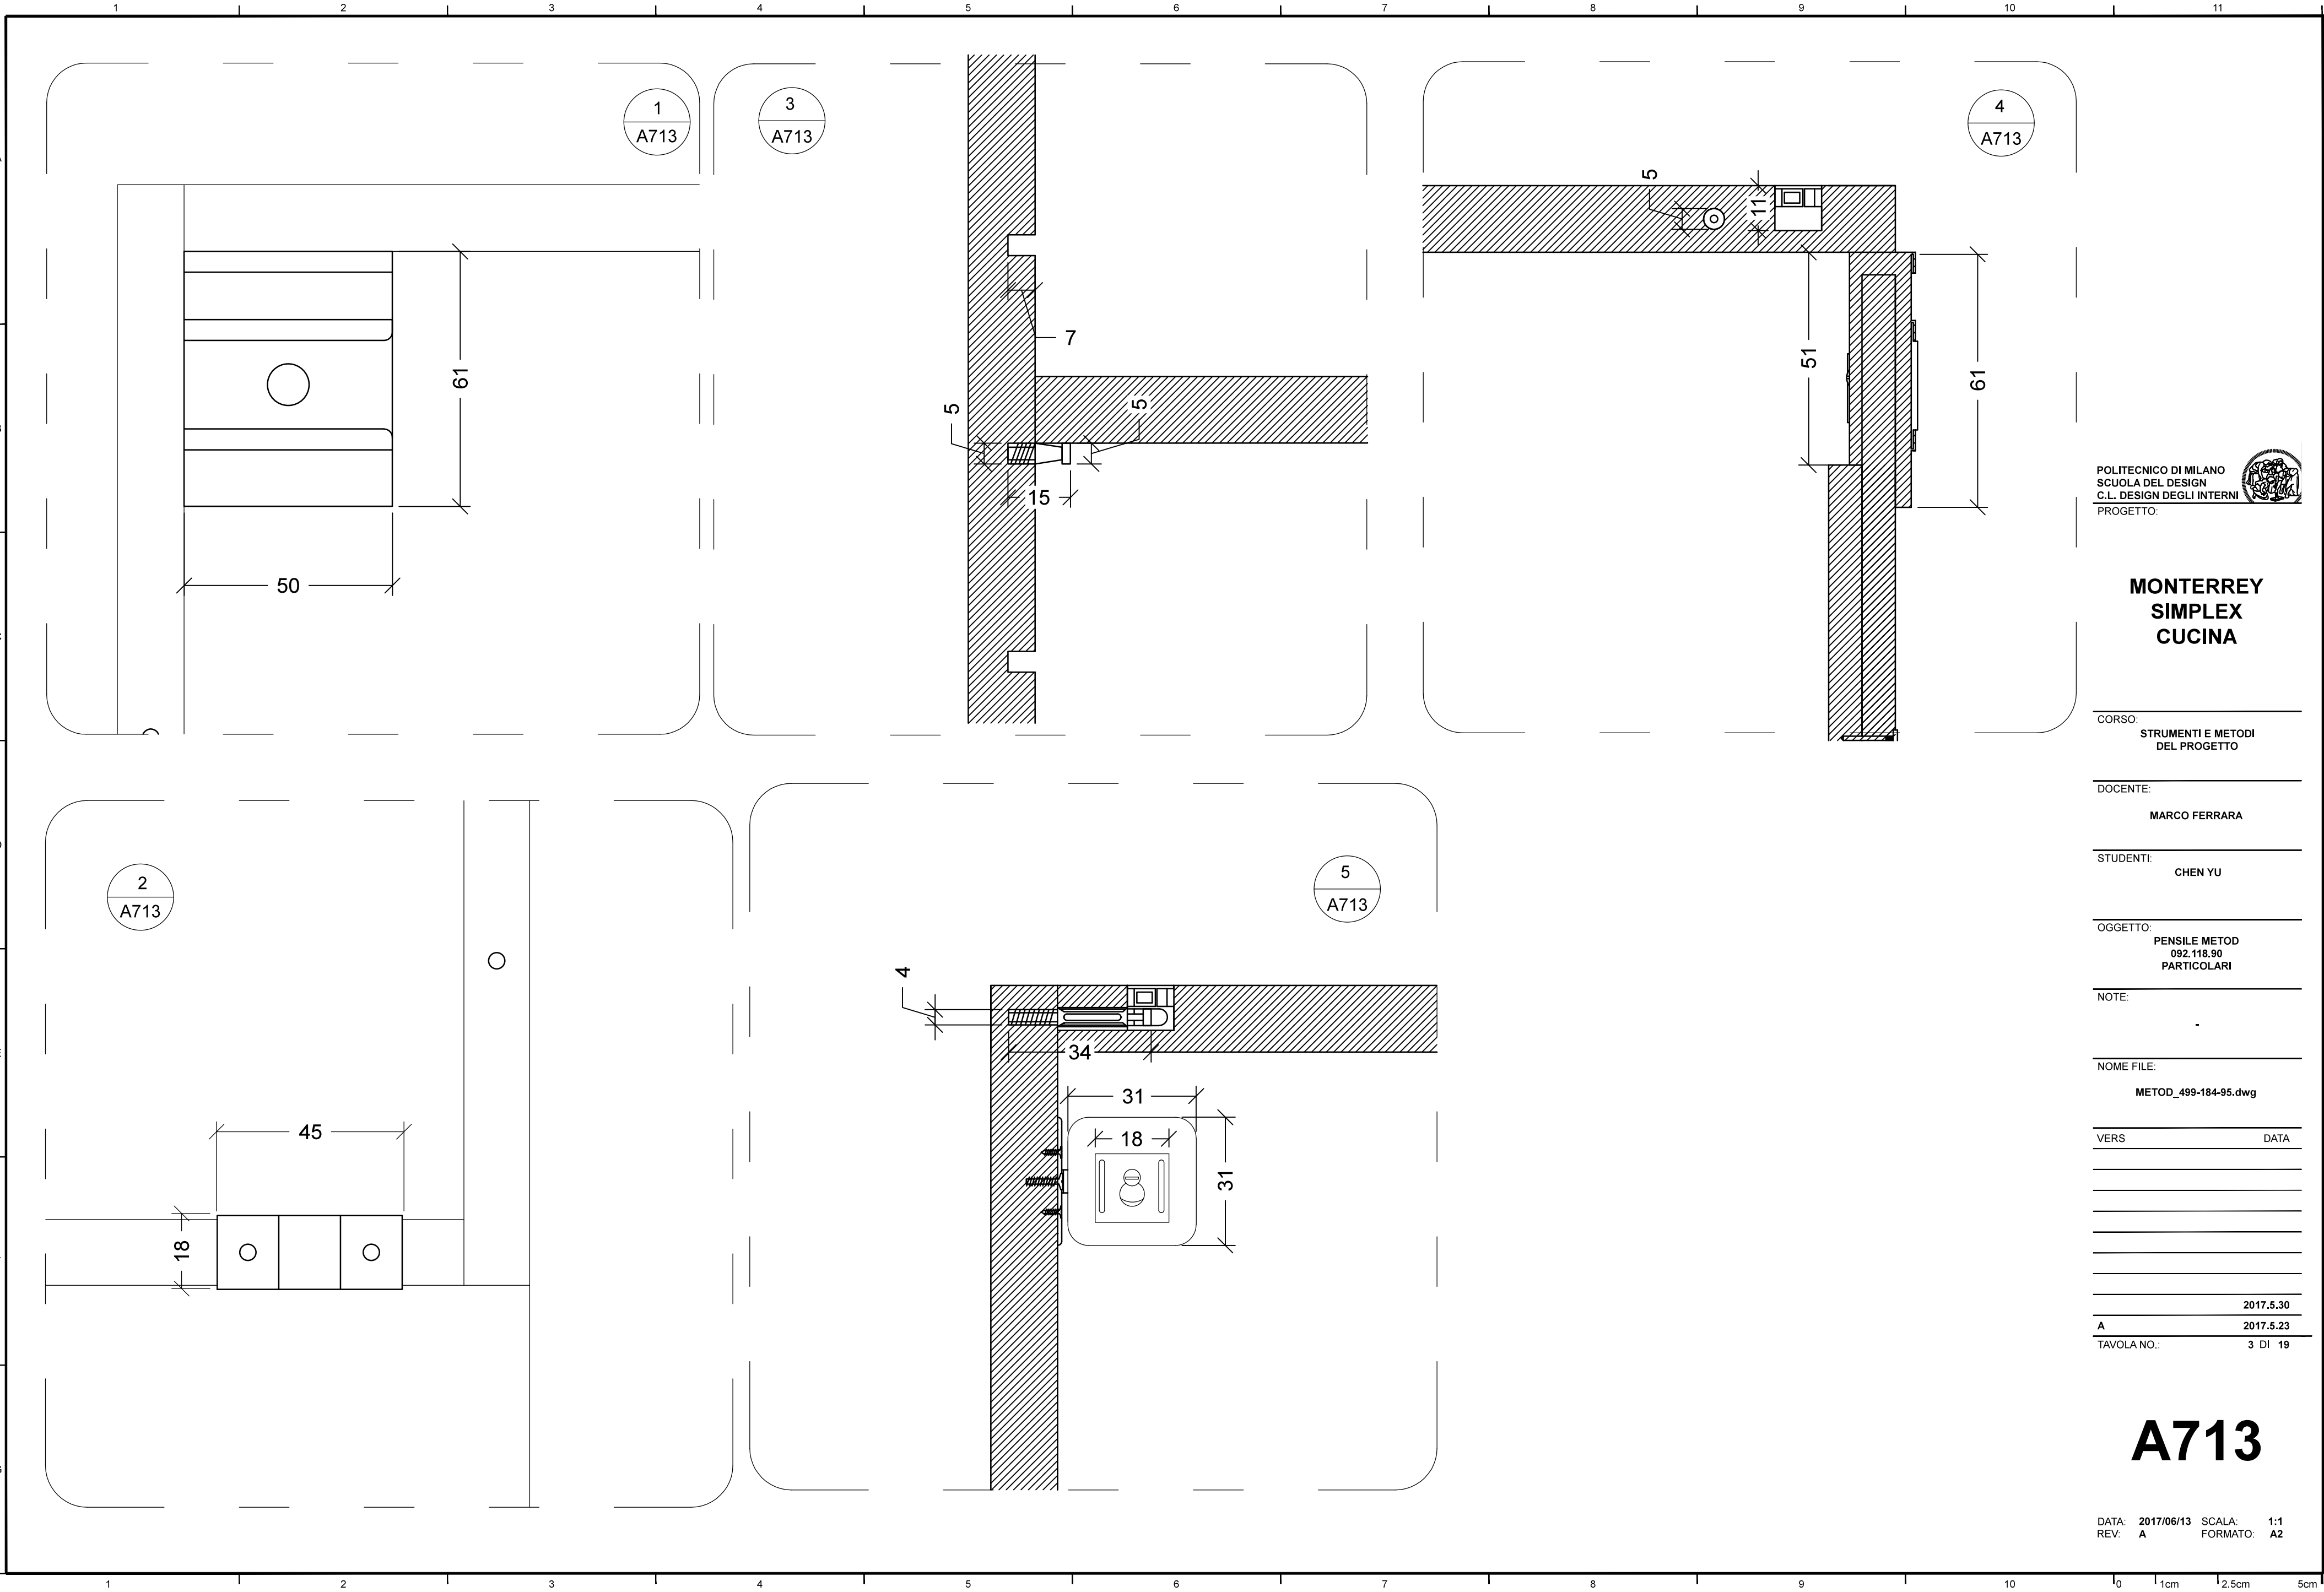 1 2 3 4 5 6 7 8 9 10 11
1
A713
61
50
3
A713
7
5
5
15
4
A713
5
11
51
61
2
A713
45
18
5
A713
4
34
31
18
31
POLITECNICO DI MILANO
SCUOLA DEL DESIGN
C.L. DESIGN DEGLI INTERNI
PROGETTO:
MONTERREY
SIMPLEX
CUCINA
CORSO:
STRUMENTI E METODI
DEL PROGETTO
DOCENTE:
MARCO FERRARA
STUDENTI:
CHEN YU
OGGETTO:
PENSILE METOD
092.118.90
PARTICOLARI
NOTE:
-
NOME FILE:
METOD_499-184-95.dwg
VERS DATA
2017.5.30
A 2017.5.23
TAVOLA NO.: 3 DI 19
A713
DATA: 2017/06/13 SCALA: 1:1
REV: A FORMATO: A2
1 2 3 4 5 6 7 8 9 10 0 1cm 2.5cm 5cm